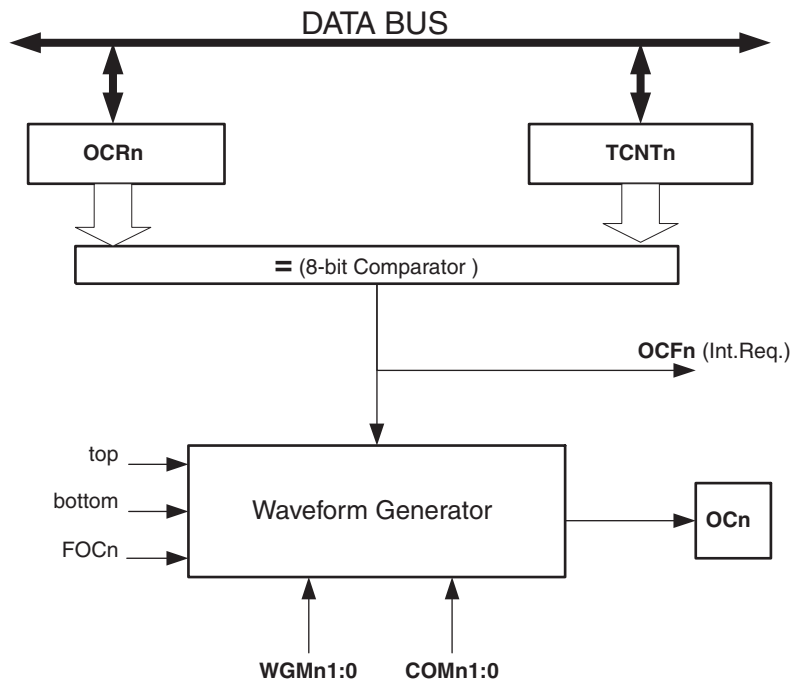 DATA BUS
OCRn
TCNTn
= (8-bit Comparator )
OCFn (Int.Req.)
top
bottom
FOCn
Waveform Generator
OCn
WGMn1:0
COMn1:0